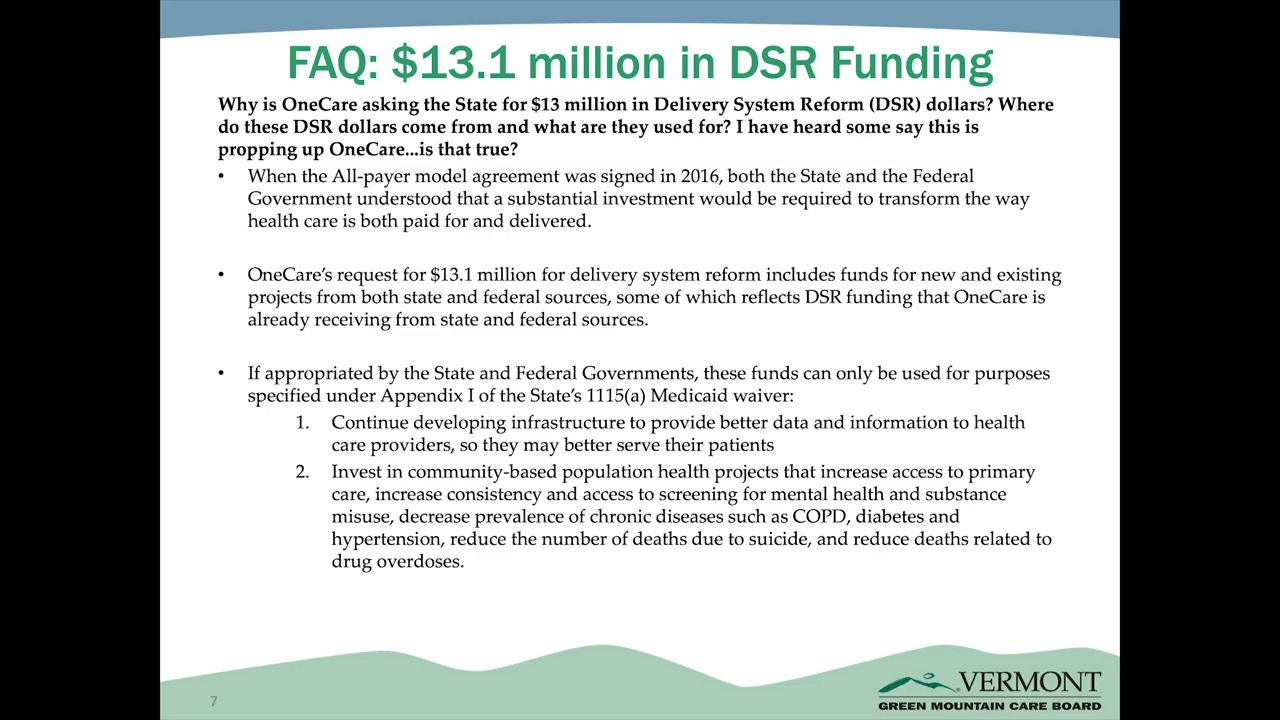 FAQ: $13.1 million in DSR Funding
Why is OneCare asking the State for $13 million in Delivery System Reform (DSR) dollars? Where
do these DSR dollars come from and what are they used for? I have heard some say this is
propping up OneCare...is that true?
• When the All-payer model agreement was signed in 2016, both the State and the Federal
Government understood that a substantial investment would be required to transform the way
health care is both paid for and delivered.
• OneCare’s request for $13.1 million for delivery system reform includes funds for new and existing
projects from both state and federal sources, some of which reflects DSR funding that OneCare is
already receiving from state and federal sources.
• If appropriated by the State and Federal Governments, these funds can only be used for purposes
specified under Appendix I of the State’s 1115(a) Medicaid waiver:
1. Continue developing infrastructure to provide better data and information to health
care providers, so they may better serve their patients
2. Invest in community-based population health projects that increase access to primary
care, increase consistency and access to screening for mental health and substance
misuse, decrease prevalence of chronic diseases such as COPD, diabetes and
hypertension, reduce the number of deaths due to suicide, and reduce deaths related to
drug overdoses.
7
VERMONT
GREEN MOUNTAIN CARE BOARD